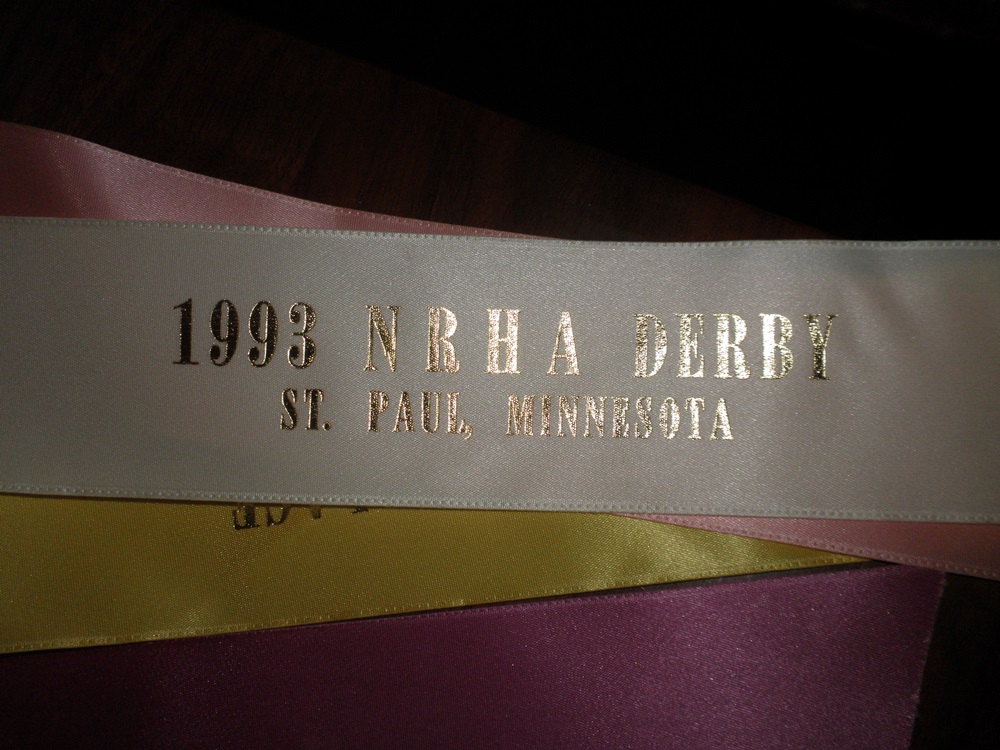 1993 NRHA DERBY
ST. PAUL, MINNESOTA